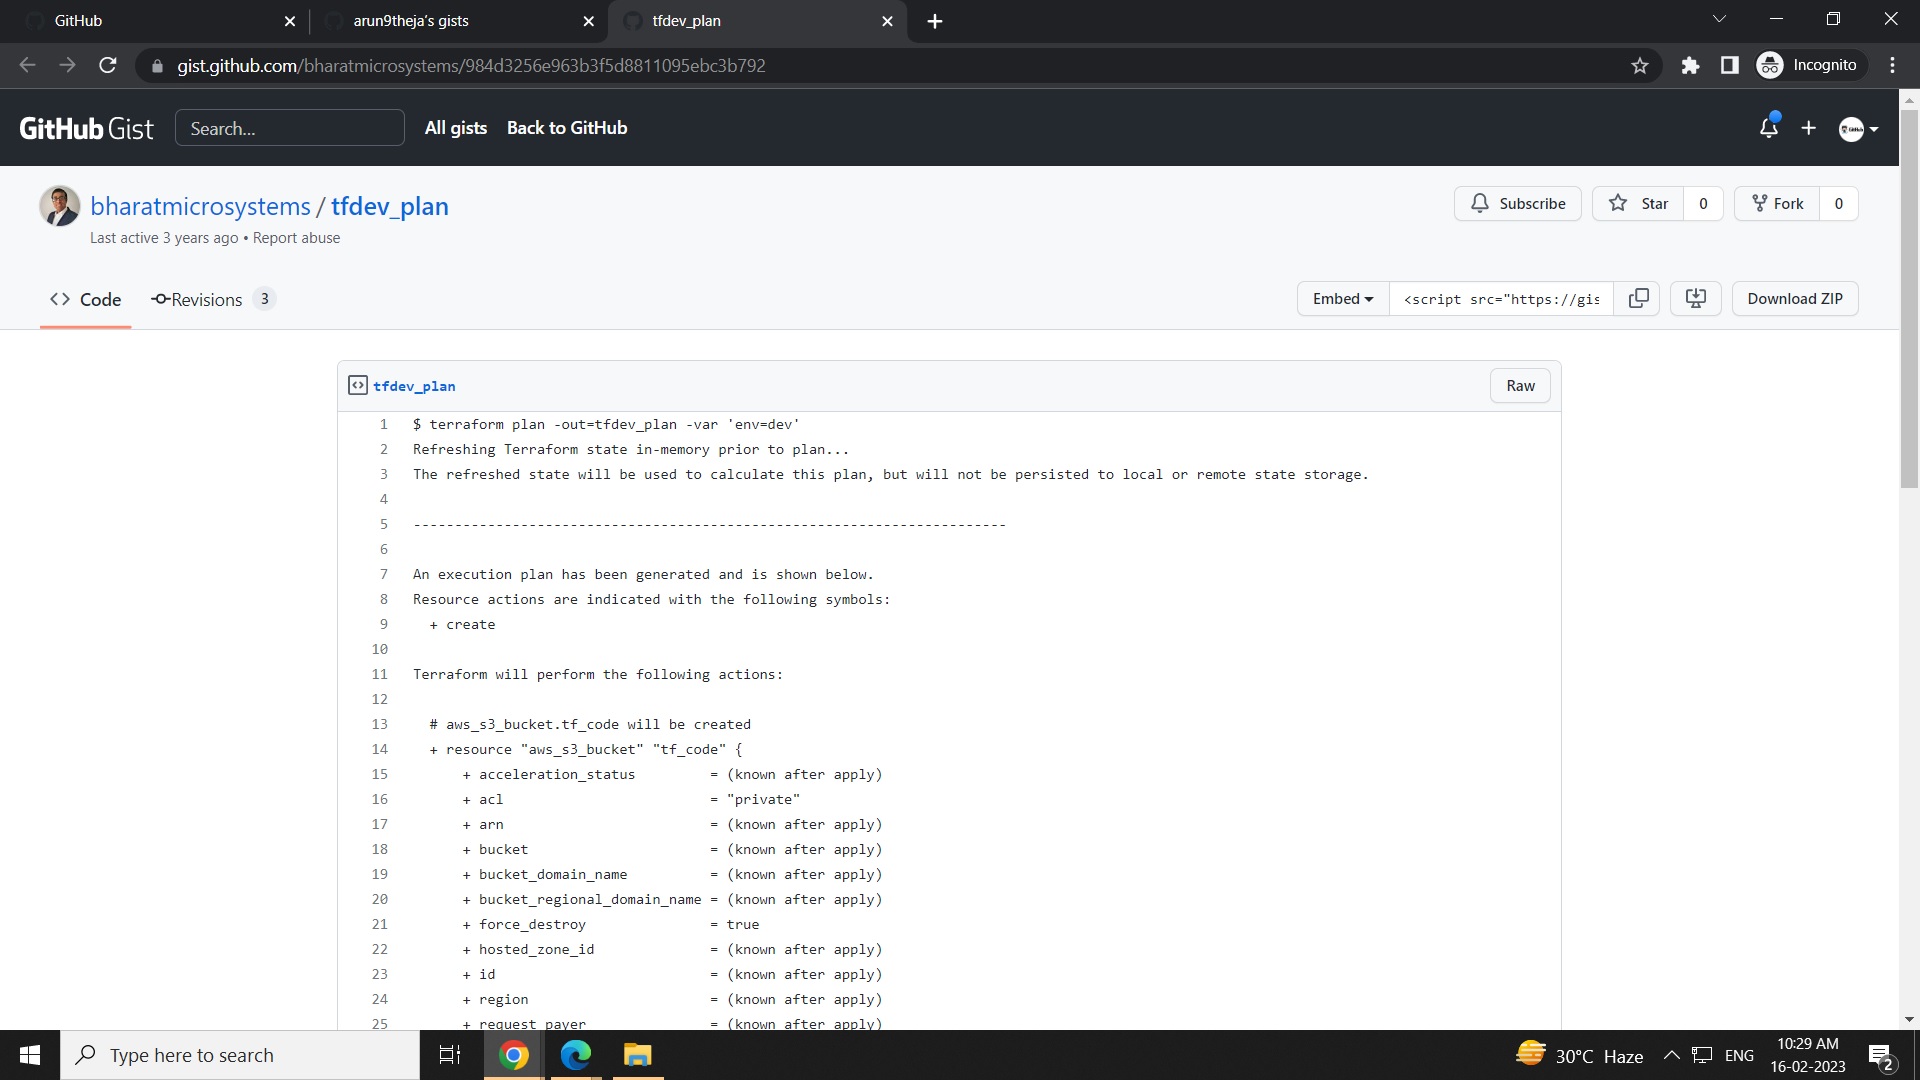 GitHub
arun9theja's gists
tfdev_plan
gist.github.com/bharatmicrosystems/984d3256e963b3f5d8811095ebc3b792
Incognito
GitHub Gist
Search...
All gists
Back to GitHub
bharatmicrosystems / tfdev_plan
Last active 3 years ago • Report abuse
Subscribe
Star
0
Fork
0
Code
Revisions
3
Embed
<script src="https://gis
Download ZIP
tfdev_plan
Raw
1 $ terraform plan -out=tfdev_plan -var 'env=dev'
2 Refreshing Terraform state in-memory prior to plan...
3 The refreshed state will be used to calculate this plan, but will not be persisted to local or remote state storage.
4
5 ------------------------------------------------------------------------
6
7 An execution plan has been generated and is shown below.
8 Resource actions are indicated with the following symbols:
9   + create
10
11 Terraform will perform the following actions:
12
13   # aws_s3_bucket.tf_code will be created
14   + resource "aws_s3_bucket" "tf_code" {
15       + acceleration_status         = (known after apply)
16       + acl                         = "private"
17       + arn                         = (known after apply)
18       + bucket                      = (known after apply)
19       + bucket_domain_name          = (known after apply)
20       + bucket_regional_domain_name = (known after apply)
21       + force_destroy               = true
22       + hosted_zone_id              = (known after apply)
23       + id                          = (known after apply)
24       + region                      = (known after apply)
25       + request_payer               = (known after apply)
Type here to search
30°C Haze
ENG
10:29 AM
16-02-2023
2